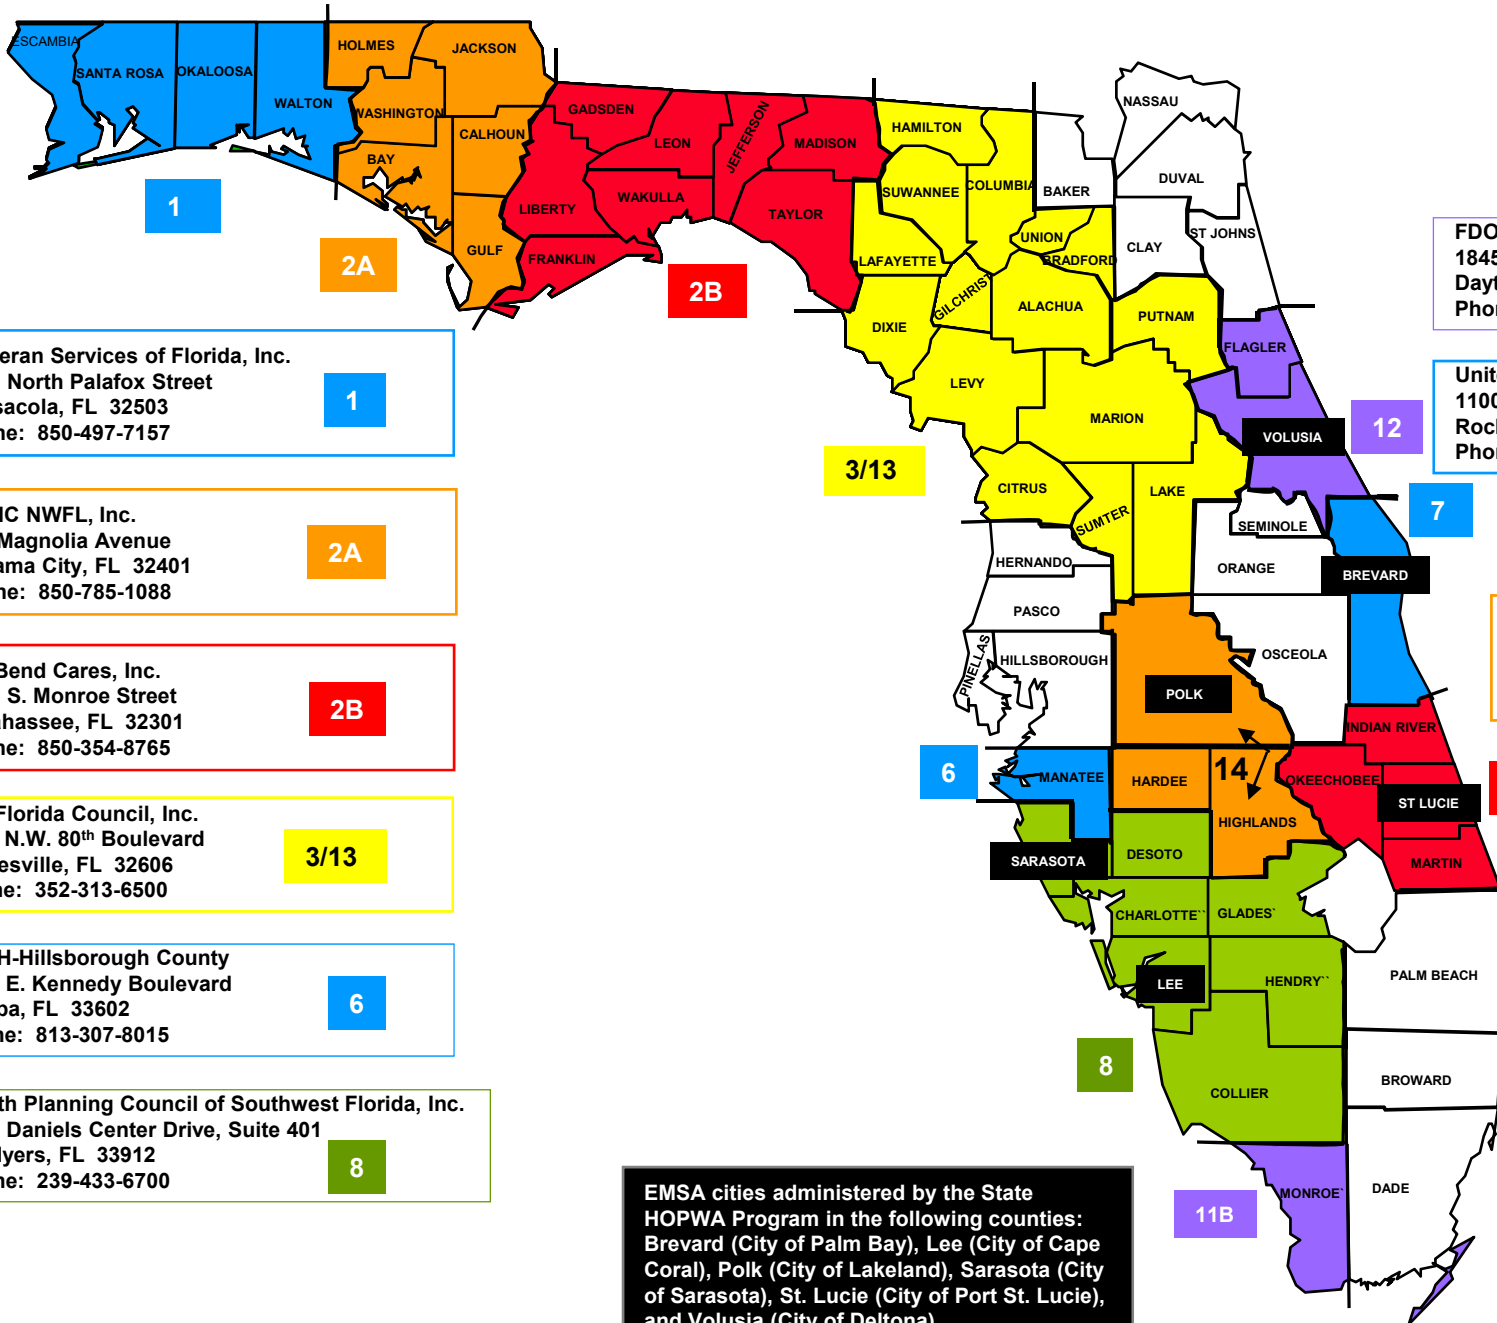 ESCAMBIA
SANTA ROSA
OKALOOSA
WALTON
HOLMES
JACKSON
WASHINGTON
CALHOUN
BAY
GULF
GADSDEN
LEON
JEFFERSON
MADISON
LIBERTY
WAKULLA
TAYLOR
FRANKLIN
HAMILTON
SUWANNEE
COLUMBIA
LAFAYETTE
UNION
BRADFORD
GILCHRIST
ALACHUA
DIXIE
PUTNAM
LEVY
MARION
CITRUS
SUMTER
LAKE
BAKER
NASSAU
DUVAL
CLAY
ST JOHNS
FLAGLER
VOLUSIA
SEMINOLE
ORANGE
BREVARD
HERNANDO
PASCO
PINELLAS
HILLSBOROUGH
POLK
OSCEOLA
INDIAN RIVER
MANATEE
HARDEE
14
HIGHLANDS
OKEECHOBEE
ST LUCIE
SARASOTA
DESOTO
MARTIN
CHARLOTTE``
GLADES`
LEE
HENDRY``
PALM BEACH
COLLIER
BROWARD
MONROE`
DADE
1
2A
2B
3/13
12
7
6
8
11B
eran Services of Florida, Inc.
North Palafox Street
sacola, FL 32503
ne: 850-497-7157
1
IC NWFL, Inc.
Magnolia Avenue
ama City, FL 32401
ne: 850-785-1088
2A
Bend Cares, Inc.
S. Monroe Street
ahassee, FL 32301
ne: 850-354-8765
2B
Florida Council, Inc.
N.W. 80th Boulevard
esville, FL 32606
ne: 352-313-6500
3/13
H-Hillsborough County
E. Kennedy Boulevard
pa, FL 33602
ne: 813-307-8015
6
th Planning Council of Southwest Florida, Inc.
Daniels Center Drive, Suite 401
Myers, FL 33912
ne: 239-433-6700
8
FDO
1845
Dayt
Phon
Unit
1100
Rock
Phon
EMSA cities administered by the State
HOPWA Program in the following counties:
Brevard (City of Palm Bay), Lee (City of Cape
Coral), Polk (City of Lakeland), Sarasota (City
of Sarasota), St. Lucie (City of Port St. Lucie),
and Volusia (City of Deltona)